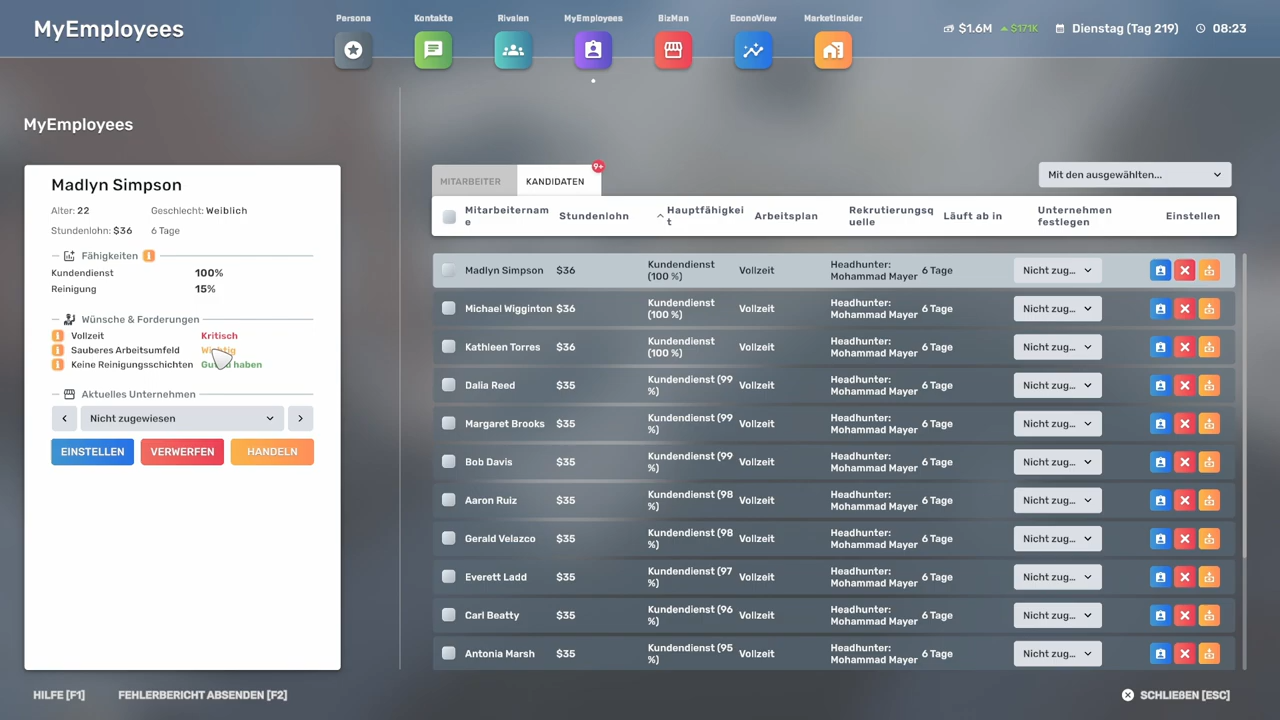 MyEmployees
Persona
Kontakte
Rivalen
MyEmployees
BizMan
EconoView
MarketInsider
$1.6M
$171K
Dienstag (Tag 219)
08:23
MyEmployees
Madlyn Simpson
Alter: 22
Geschlecht: Weiblich
Stundenlohn: $36
6 Tage
Fähigkeiten
Kundendienst 100%
Reinigung 15%
Wünsche & Forderungen
Vollzeit Kritisch
Sauberes Arbeitsumfeld
Keine Reinigungsschichten
Aktuelles Unternehmen
Nicht zugewiesen
EINSTELLEN
VERWERFEN
HANDELN
MITARBEITER
KANDIDATEN
9+
Mit den ausgewählten...
Mitarbeiternam
e
Stundenlohn
Hauptfähigkei
t
Arbeitsplan
Rekrutierungsq
uelle
Läuft ab in
Unternehmen
festlegen
Einstellen
Madlyn Simpson $36 Kundendienst (100 %) Vollzeit Headhunter: Mohammad Mayer 6 Tage Nicht zug...
Michael Wigginton $36 Kundendienst (100 %) Vollzeit Headhunter: Mohammad Mayer 6 Tage Nicht zug...
Kathleen Torres $36 Kundendienst (100 %) Vollzeit Headhunter: Mohammad Mayer 6 Tage Nicht zug...
Dalia Reed $35 Kundendienst (99 %) Vollzeit Headhunter: Mohammad Mayer 6 Tage Nicht zug...
Margaret Brooks $35 Kundendienst (99 %) Vollzeit Headhunter: Mohammad Mayer 6 Tage Nicht zug...
Bob Davis $35 Kundendienst (99 %) Vollzeit Headhunter: Mohammad Mayer 6 Tage Nicht zug...
Aaron Ruiz $35 Kundendienst (98 %) Vollzeit Headhunter: Mohammad Mayer 6 Tage Nicht zug...
Gerald Velazco $35 Kundendienst (98 %) Vollzeit Headhunter: Mohammad Mayer 6 Tage Nicht zug...
Everett Ladd $35 Kundendienst (97 %) Vollzeit Headhunter: Mohammad Mayer 6 Tage Nicht zug...
Carl Beatty $35 Kundendienst (96 %) Vollzeit Headhunter: Mohammad Mayer 6 Tage Nicht zug...
Antonia Marsh $35 Kundendienst (95 %) Vollzeit Headhunter: Mohammad Mayer 6 Tage Nicht zug...
HILFE [F1]
FEHLERBERICHT ABSENDEN [F2]
SCHLIEßEN [ESC]